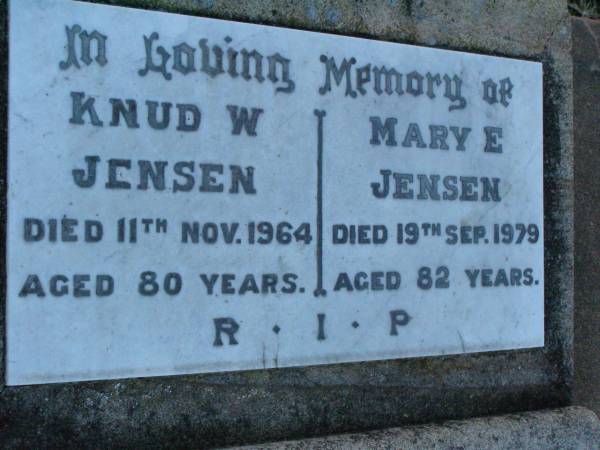 In Loving Memory of
KNUD W
JENSEN
DIED 11TH NOV. 1964
AGED 80 YEARS.
MARY E
JENSEN
DIED 19TH SEP. 1979
AGED 82 YEARS.
R · I · P